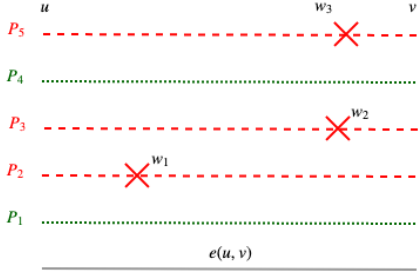 u w₃ v
P₅
P₄
P₃ w₂
P₂ w₁
P₁
e(u, v)